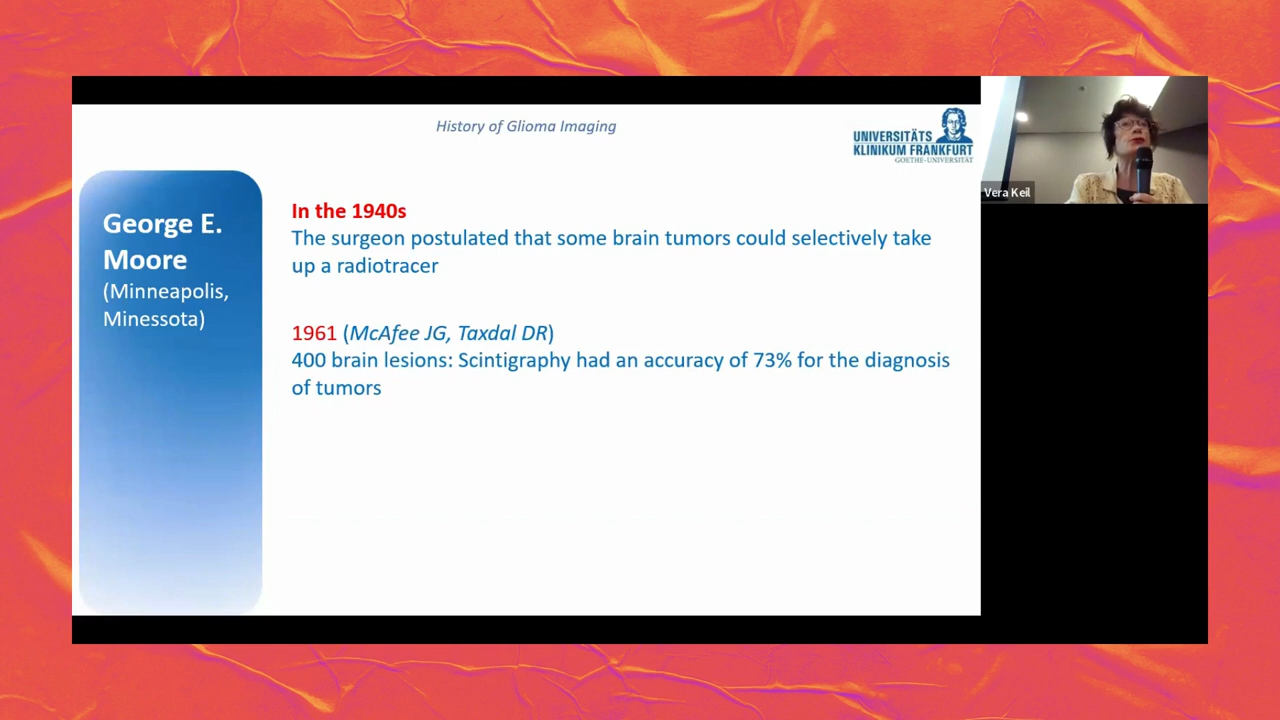 History of Glioma Imaging
UNIVERSITÄTS
KLINIKUM FRANKFURT
GOETHE-UNIVERSITÄT
Vera Keil
George E.
Moore
(Minneapolis,
Minessota)
In the 1940s
The surgeon postulated that some brain tumors could selectively take
up a radiotracer
1961 (McAfee JG, Taxdal DR)
400 brain lesions: Scintigraphy had an accuracy of 73% for the diagnosis
of tumors